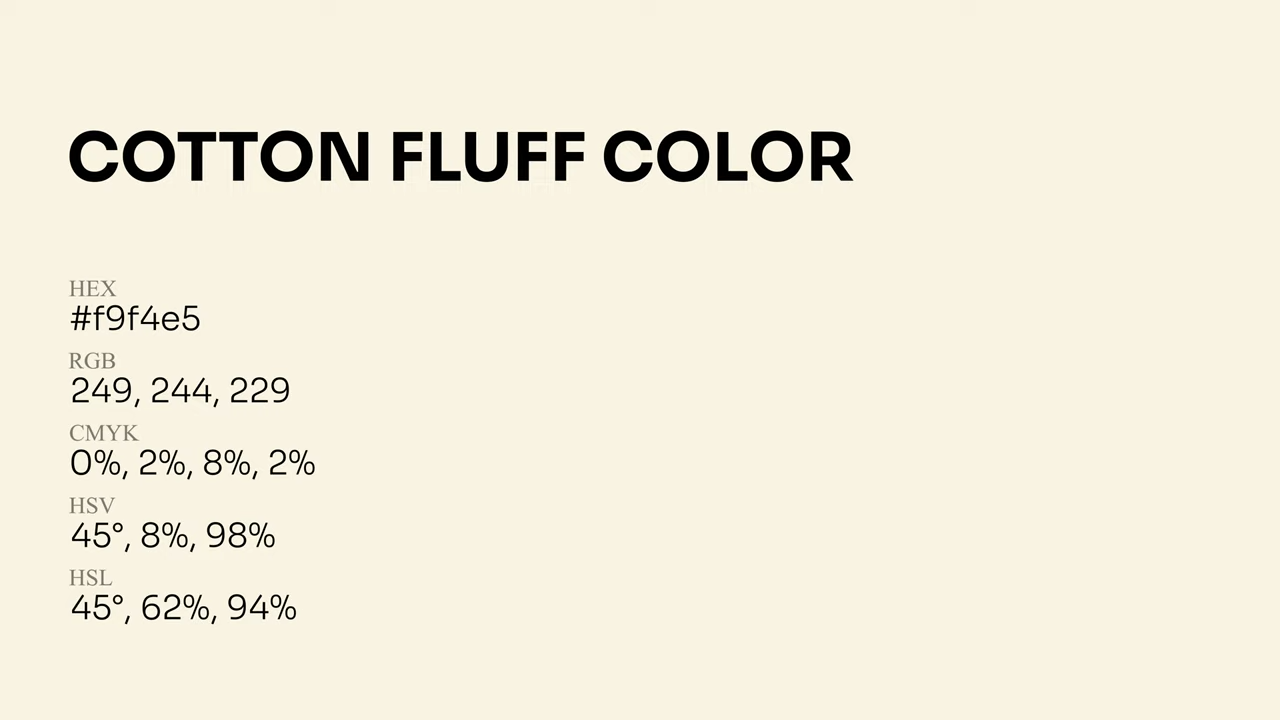 COTTON FLUFF COLOR
HEX
#f9f4e5
RGB
249, 244, 229
CMYK
0%, 2%, 8%, 2%
HSV
45°, 8%, 98%
HSL
45°, 62%, 94%